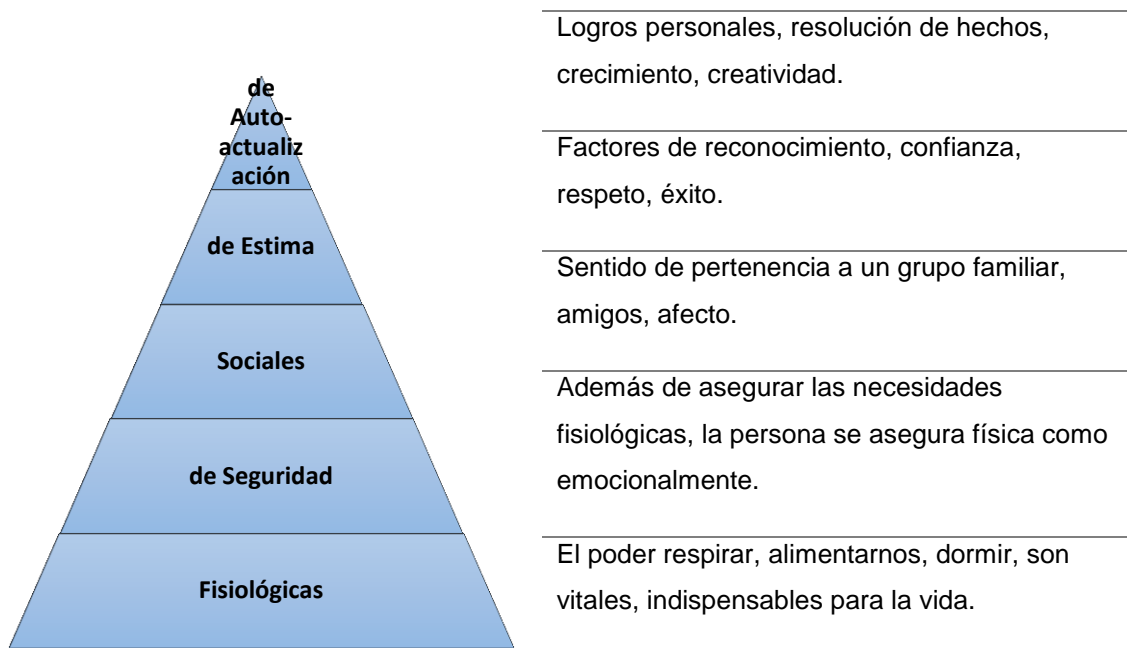 de
Auto-
actualiz
ación
Logros personales, resolución de hechos,
crecimiento, creatividad.
de Estima
Factores de reconocimiento, confianza,
respeto, éxito.
Sociales
Sentido de pertenencia a un grupo familiar,
amigos, afecto.
de Seguridad
Además de asegurar las necesidades
fisiológicas, la persona se asegura física como
emocionalmente.
Fisiológicas
El poder respirar, alimentarnos, dormir, son
vitales, indispensables para la vida.